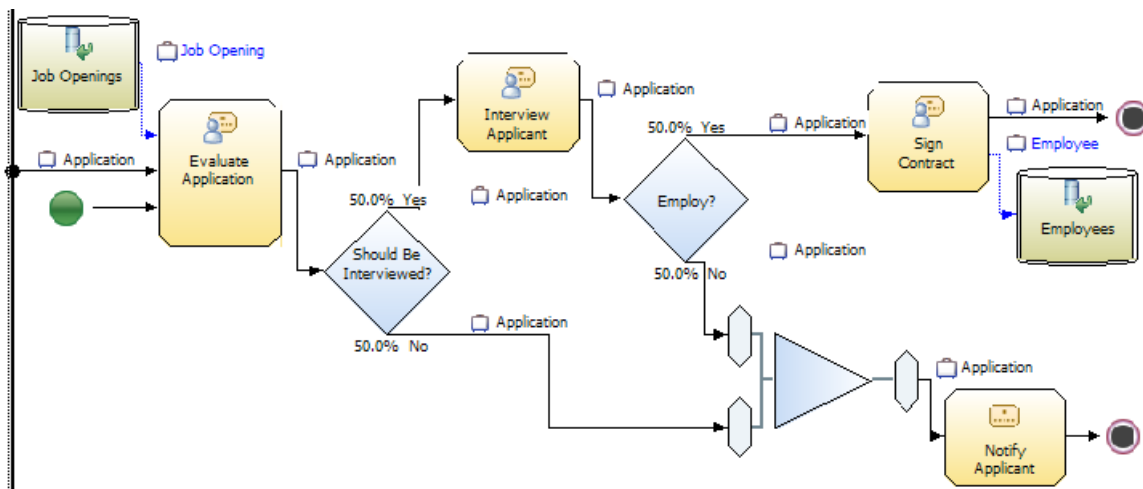 Job Openings
Job Opening
Application
Evaluate
Application
Application
50.0% Yes
Should Be
Interviewed?
50.0% No
Application
Application
Interview
Applicant
Application
50.0% Yes
Employ?
50.0% No
Application
Application
Sign
Contract
Application
Employee
Employees
Application
Notify
Applicant